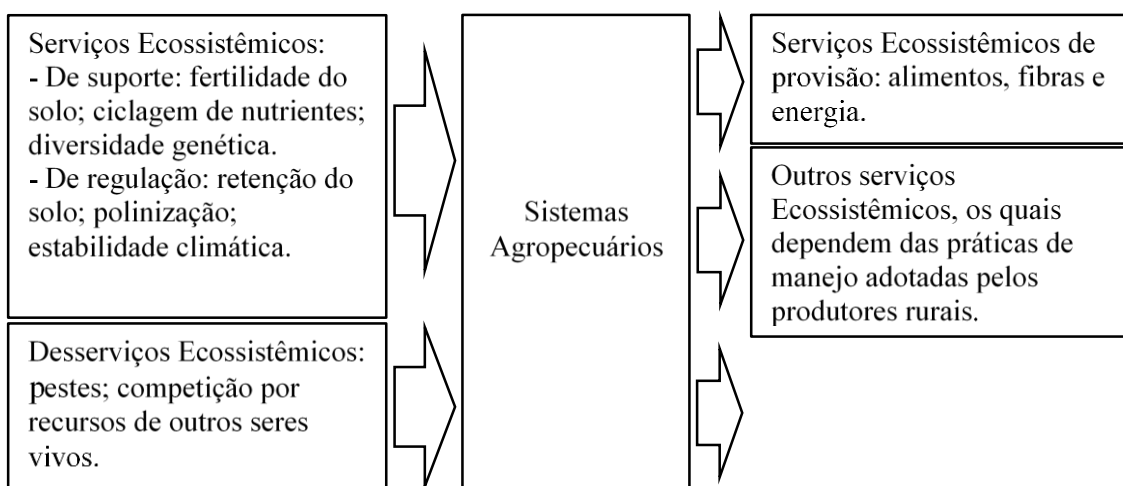 Serviços Ecossistêmicos:
- De suporte: fertilidade do
solo; ciclagem de nutrientes;
diversidade genética.
- De regulação: retenção do
solo; polinização;
estabilidade climática.
Desserviços Ecossistêmicos:
pestes; competição por
recursos de outros seres
vivos.
Sistemas
Agropecuários
Serviços Ecossistêmicos de
provisão: alimentos, fibras e
energia.
Outros serviços
Ecossistêmicos, os quais
dependem das práticas de
manejo adotadas pelos
produtores rurais.